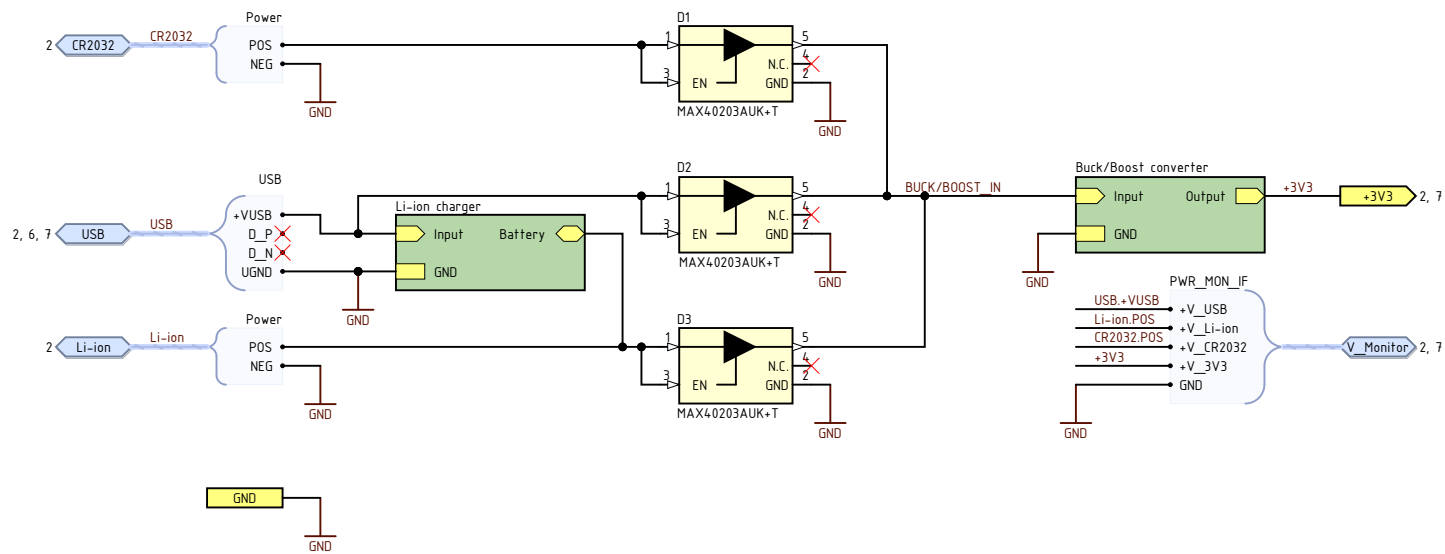 Power
D1
2
CR2032
CR2032
POS
NEG
GND
1
3
EN
5
4
N.C.
2
GND
MAX40203AUK+T
GND
USB
D2
Buck/Boost converter
2, 6, 7
USB
USB
+VUSB
D_P
D_N
UGND
Li-ion charger
Input
Battery
GND
GND
1
3
EN
5
4
N.C.
2
GND
MAX40203AUK+T
GND
BUCK/BOOST_IN
Input
Output
GND
+3V3
+3V3
2, 7
GND
Power
D3
2
Li-ion
Li-ion
POS
NEG
GND
1
3
EN
5
4
N.C.
2
GND
MAX40203AUK+T
GND
PWR_MON_IF
USB.+VUSB
+V_USB
Li-ion.POS
+V_Li-ion
CR2032.POS
+V_CR2032
+3V3
+V_3V3
GND
V_Monitor
2, 7
GND
GND
GND